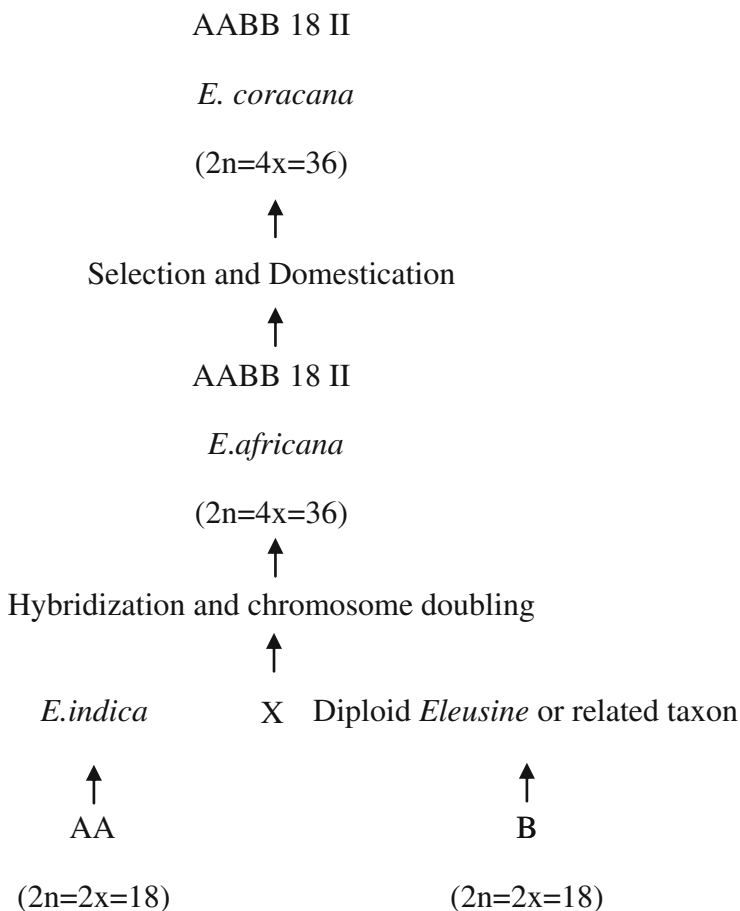 AABB 18 II
E. coracana
(2n=4x=36)
Selection and Domestication
AABB 18 II
E.africana
(2n=4x=36)
Hybridization and chromosome doubling
E.indica X Diploid Eleusine or related taxon
AA B
(2n=2x=18) (2n=2x=18)